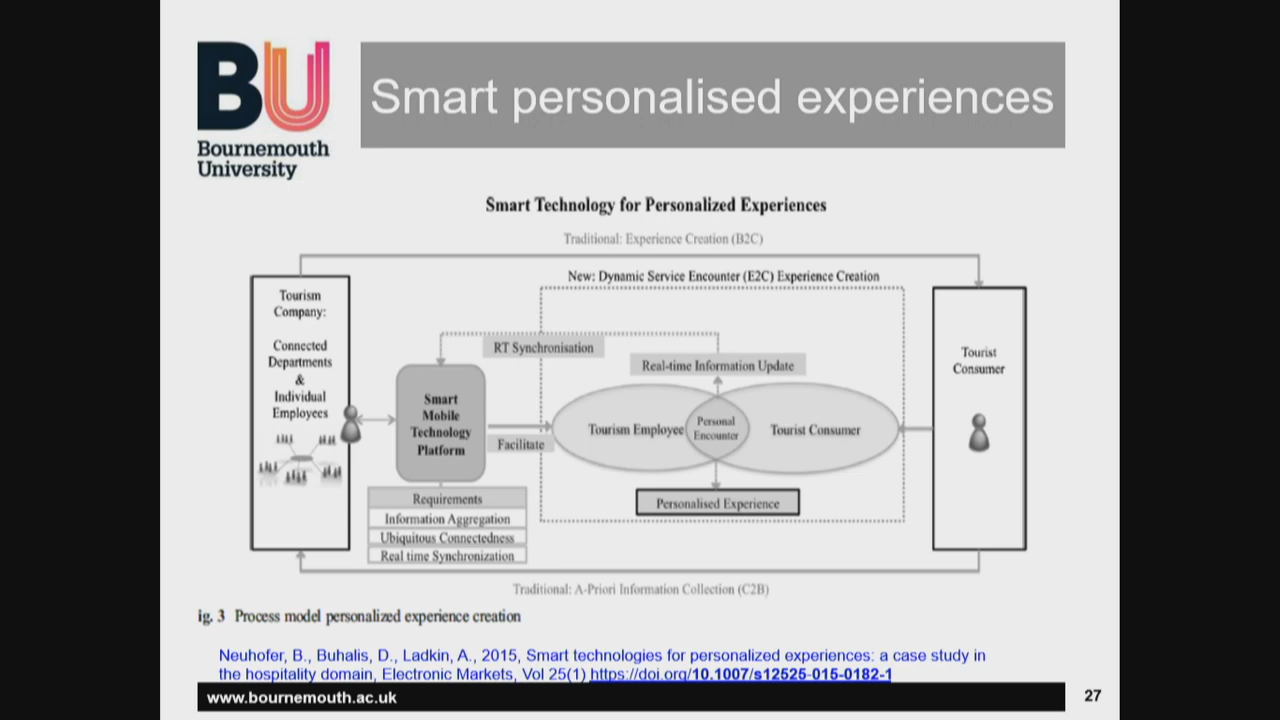 BU
Bournemouth
University
Smart personalised experiences
Smart Technology for Personalized Experiences
Traditional: Experience Creation (B2C)
New: Dynamic Service Encounter (E2C) Experience Creation
Tourism
Company:
Connected
Departments
&
Individual
Employees
RT Synchronisation
Real-time Information Update
Smart
Mobile
Technology
Platform
Facilitate
Tourism Employee
Personal
Encounter
Tourist Consumer
Tourist
Consumer
Personalised Experience
Requirements
Information Aggregation
Ubiquitous Connectedness
Real time Synchronization
Traditional: A-Priori Information Collection (C2B)
ig. 3 Process model personalized experience creation
Neuhofer, B., Buhalis, D., Ladkin, A., 2015, Smart technologies for personalized experiences: a case study in
the hospitality domain, Electronic Markets, Vol 25(1) https://doi.org/10.1007/s12525-015-0182-1
www.bournemouth.ac.uk
27